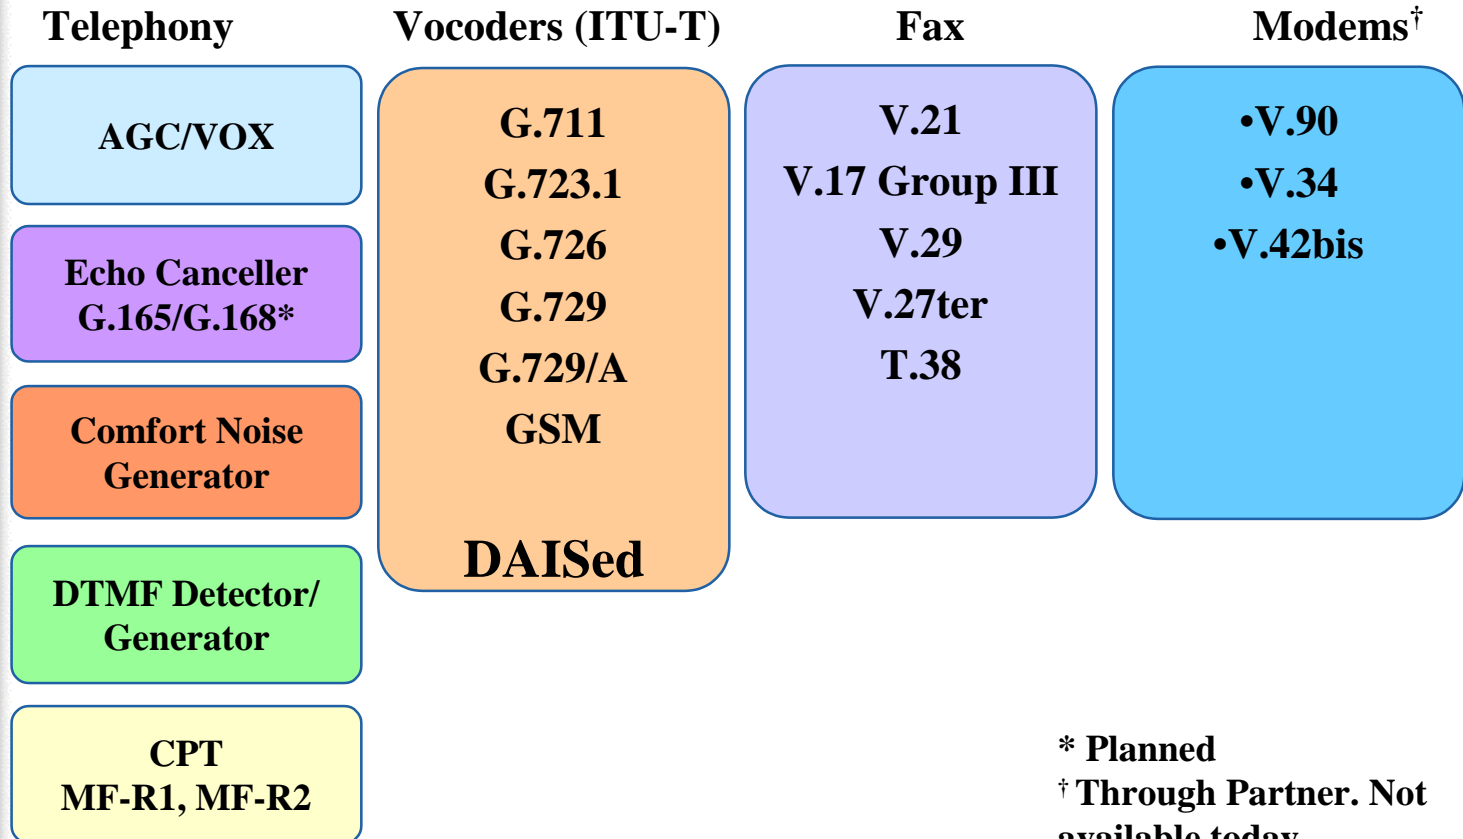 Telephony
AGC/VOX
Echo Canceller
G.165/G.168*
Comfort Noise
Generator
DTMF Detector/
Generator
CPT
MF-R1, MF-R2
Vocoders (ITU-T)
G.711
G.723.1
G.726
G.729
G.729/A
GSM
DAISed
Fax
V.21
V.17 Group III
V.29
V.27ter
T.38
Modems†
•V.90
•V.34
•V.42bis
* Planned
† Through Partner. Not
available today